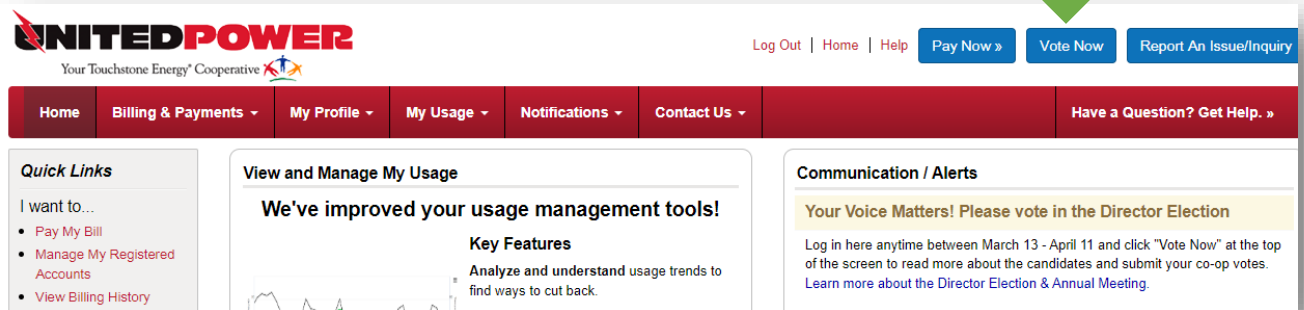 UNITEDPOWER
Your Touchstone Energy® Cooperative
Log Out | Home | Help
Pay Now »
Vote Now
Report An Issue/Inquiry
Home
Billing & Payments
My Profile
My Usage
Notifications
Contact Us
Have a Question? Get Help. »
Quick Links
I want to...
• Pay My Bill
• Manage My Registered
Accounts
• View Billing History
View and Manage My Usage
We've improved your usage management tools!
Key Features
Analyze and understand usage trends to
find ways to cut back.
Communication / Alerts
Your Voice Matters! Please vote in the Director Election
Log in here anytime between March 13 - April 11 and click "Vote Now" at the top
of the screen to read more about the candidates and submit your co-op votes.
Learn more about the Director Election & Annual Meeting.